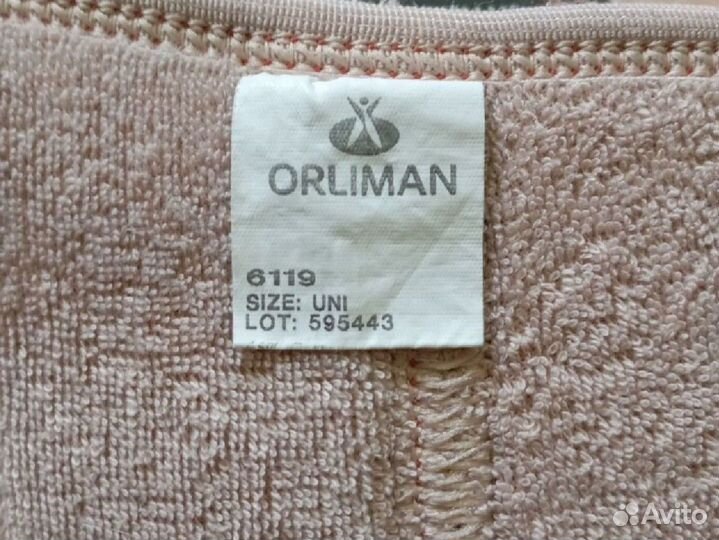 ORLIMAN
6119
SIZE: UNI
LOT: 595443
Avito